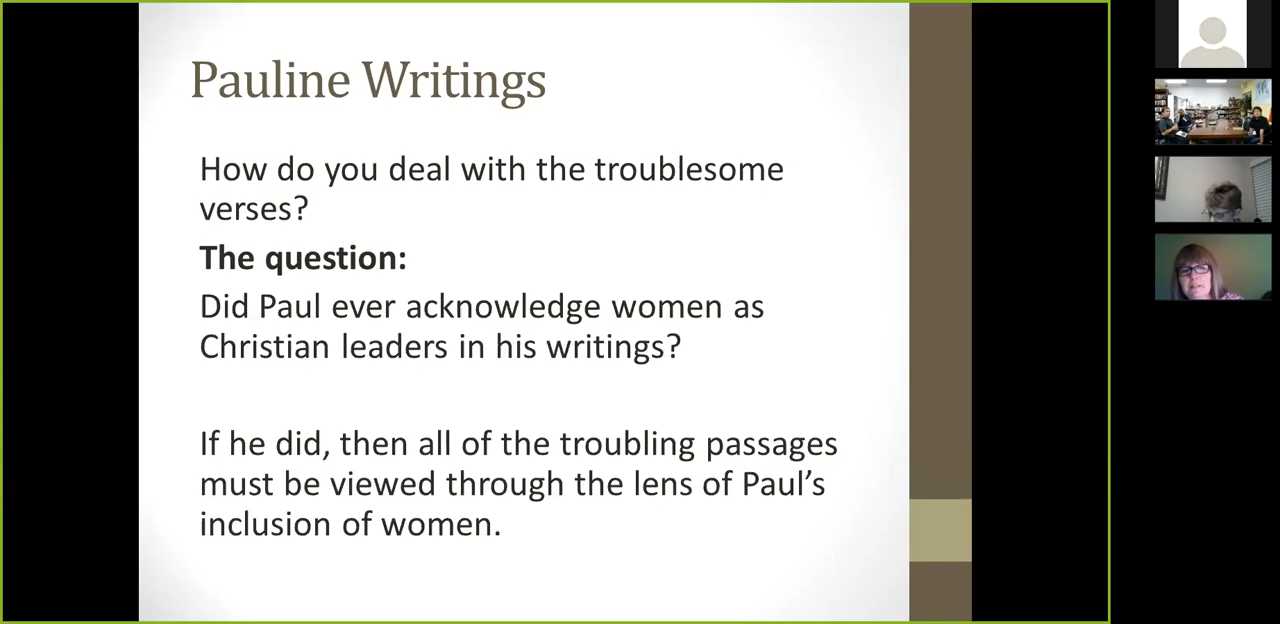 Pauline Writings
How do you deal with the troublesome
verses?
The question:
Did Paul ever acknowledge women as
Christian leaders in his writings?
If he did, then all of the troubling passages
must be viewed through the lens of Paul’s
inclusion of women.